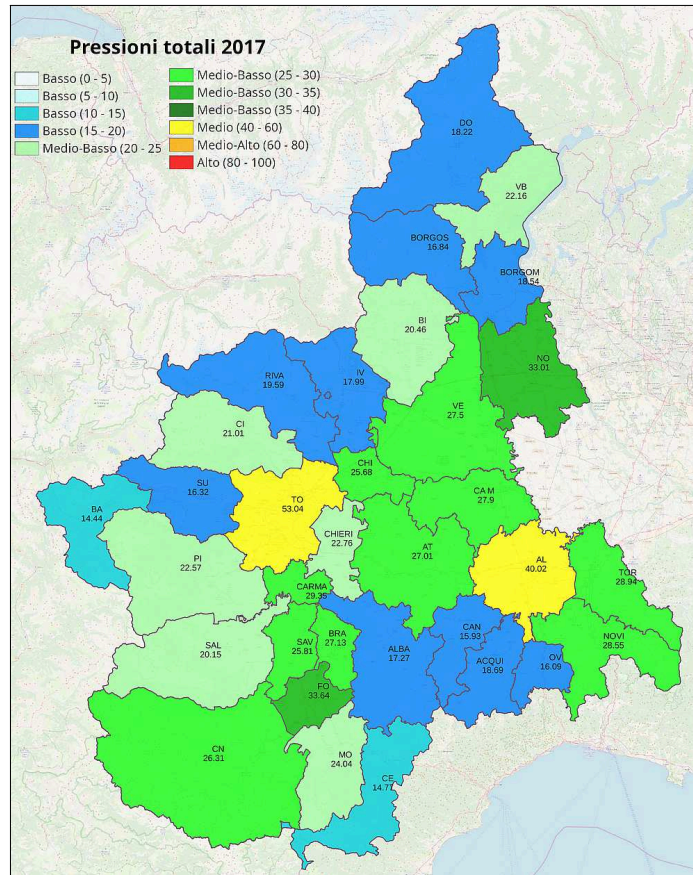 Pressioni totali 2017
Basso (0 - 5)
Basso (5 - 10)
Basso (10 - 15)
Basso (15 - 20)
Medio-Basso (20 - 25
Medio-Basso (25 - 30)
Medio-Basso (30 - 35)
Medio-Basso (35 - 40)
Medio (40 - 60)
Medio-Alto (60 - 80)
Alto (80 - 100)
DO
18.22
VB
22.16
BORGOS
16.84
BORGOM
18.54
BI
20.46
NO
33.01
RIVA
19.59
IV
17.99
VE
27.5
CI
21.01
CHI
25.68
SU
16.32
BA
14.44
TO
53.04
CA M
27.9
CHIERI
22.76
AT
27.01
PI
22.57
AL
40.02
TOR
28.94
CARMA
29.35
SAL
20.15
SAV
25.81
BRA
27.13
ALBA
17.27
CAN
15.93
ACQUI
18.69
OV
16.09
NOVI
28.55
FO
33.64
CN
26.31
MO
24.04
CE
14.77